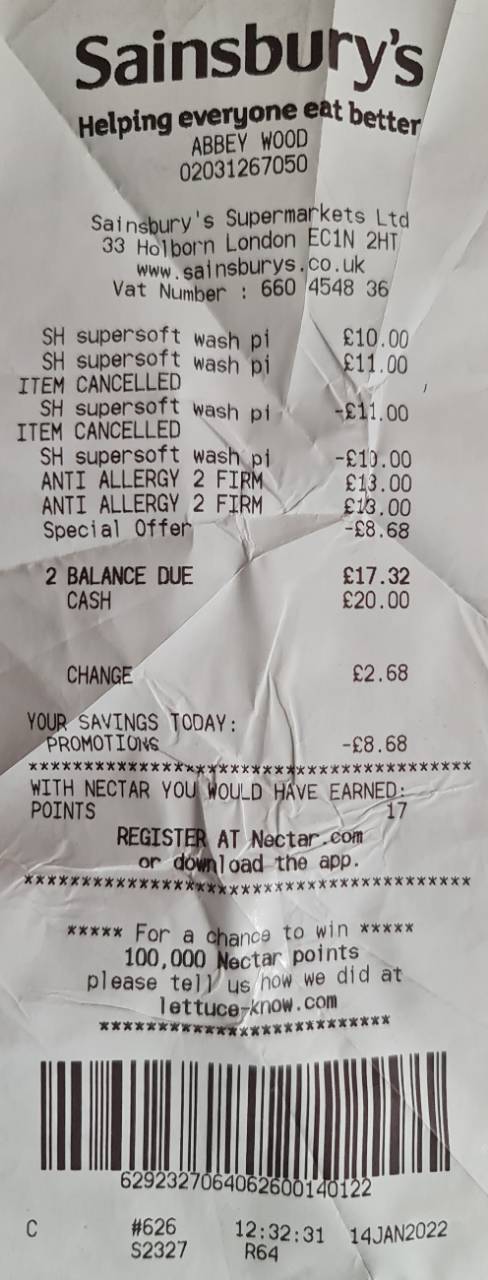 Sainsbury's
Helping everyone eat better
ABBEY WOOD
02031267050
Sainsbury's Supermarkets Ltd
33 Holborn London EC1N 2HT
www.sainsburys.co.uk
Vat Number : 660 4548 36
SH supersoft wash pi £10.00
SH supersoft wash pi £11.00
ITEM CANCELLED
SH supersoft wash pi -£11.00
ITEM CANCELLED
SH supersoft wash pi -£10.00
ANTI ALLERGY 2 FIRM £13.00
ANTI ALLERGY 2 FIRM £13.00
Special Offer -£8.68
2 BALANCE DUE £17.32
CASH £20.00
CHANGE £2.68
YOUR SAVINGS TODAY:
PROMOTIONS -£8.68
******************************************
WITH NECTAR YOU WOULD HAVE EARNED:
POINTS 17
REGISTER AT Nectar.com
or download the app.
******************************************
***** For a chance to win *****
100,000 Nectar points
please tell us how we did at
lettuce-know.com
***************************
6292327064062600140122
C #626 12:32:31 14JAN2022
S2327 R64